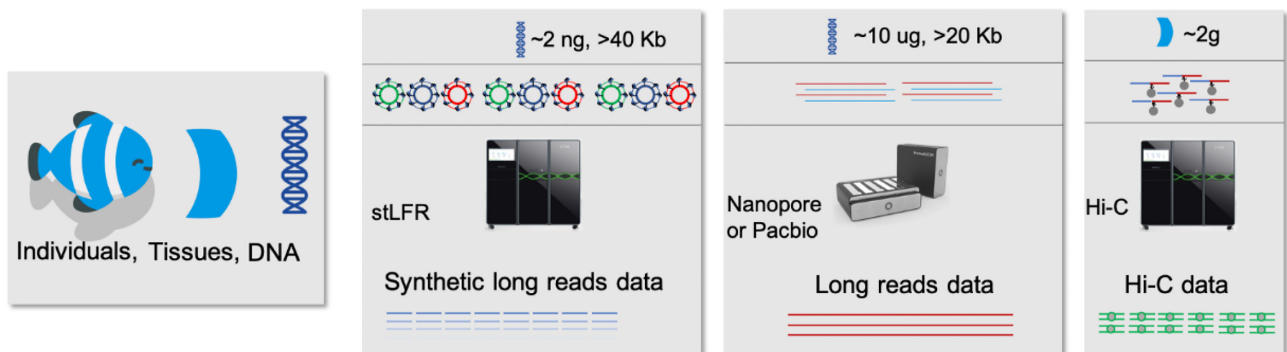 Individuals, Tissues, DNA
~2 ng, >40 Kb
stLFR
Synthetic long reads data
~10 ug, >20 Kb
Nanopore
or Pacbio
Long reads data
~2g
Hi-C
Hi-C data